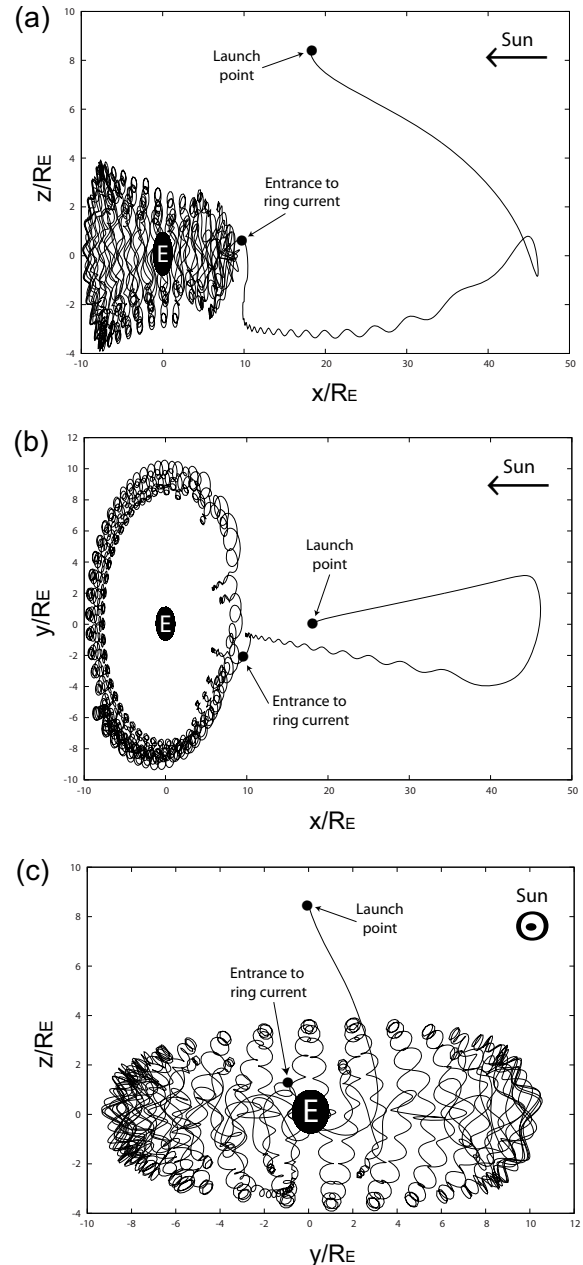 (a)
10
8
6
4
2
0
-2
-4
z/RE
Launch
point
Sun
Entrance to
ring current
E
-10 0 10 20 30 40 50
x/RE
(b)
12
10
8
6
4
2
0
-2
-4
-6
-8
-10
y/RE
Sun
Launch
point
E
Entrance to
ring current
-10 0 10 20 30 40 50
x/RE
(c)
10
8
6
4
2
0
-2
-4
z/RE
Sun
Launch
point
Entrance to
ring current
E
-10 -8 -6 -4 -2 0 2 4 6 8 10 12
y/RE